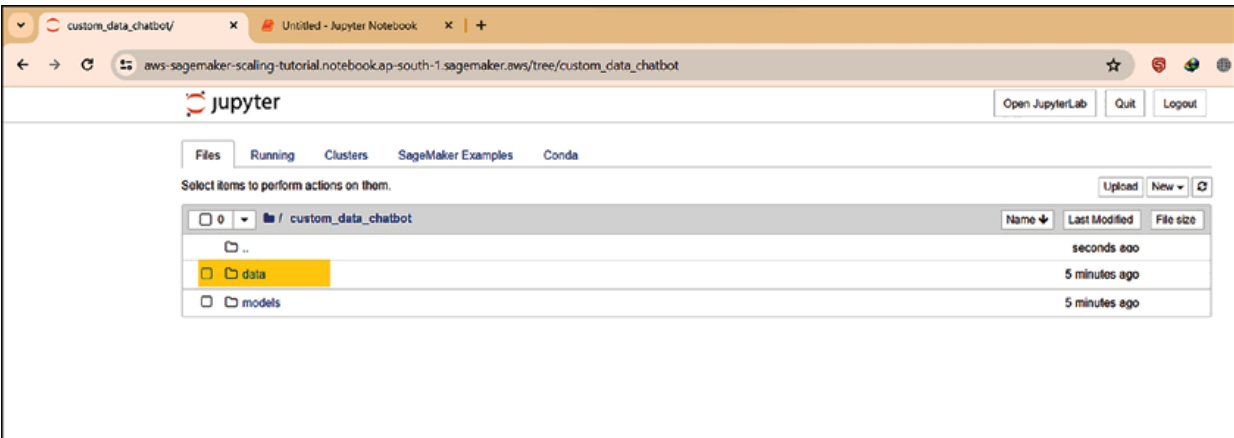 custom_data_chatbot/ Untitled - Jupyter Notebook
aws-sagemaker-scaling-tutorial.notebook.ap-south-1.sagemaker.aws/tree/custom_data_chatbot
jupyter Open JupyterLab Quit Logout
Files Running Clusters SageMaker Examples Conda
Select items to perform actions on them. Upload New
0 / custom_data_chatbot Name Last Modified File size
.. seconds ago
data 5 minutes ago
models 5 minutes ago